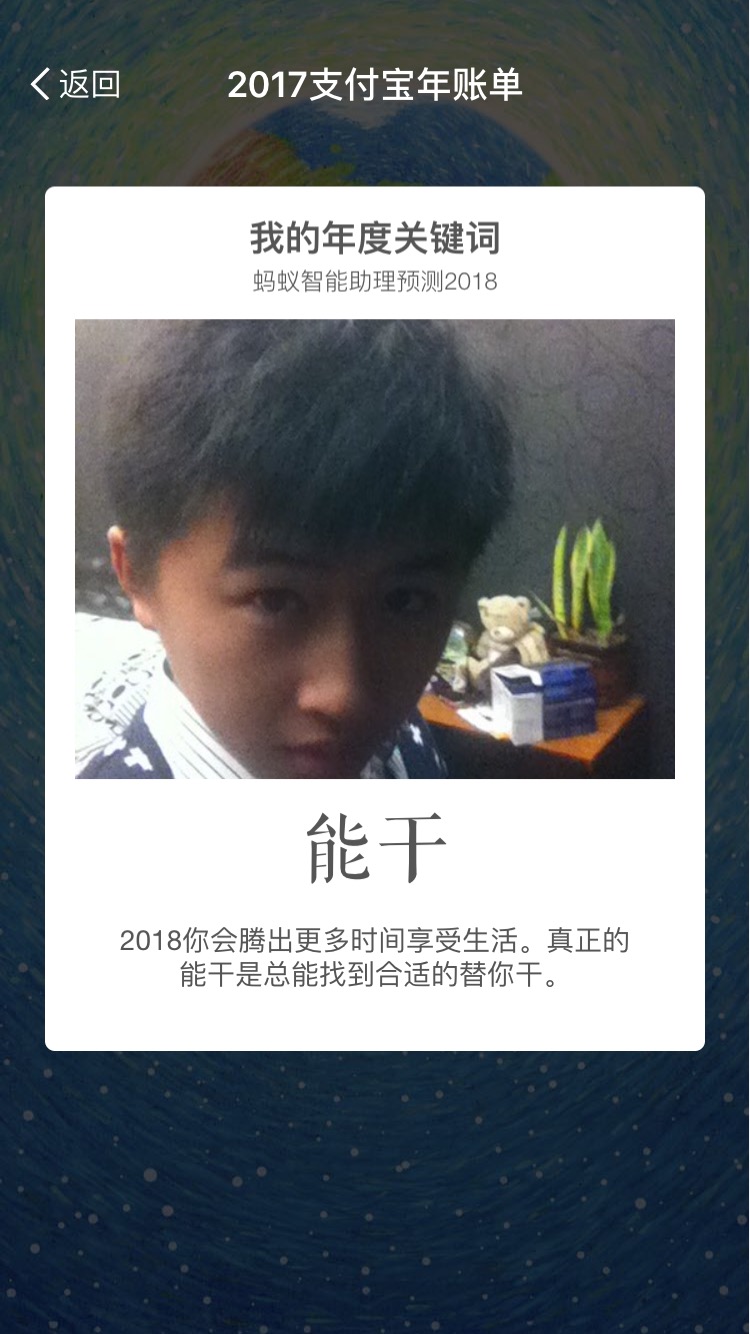 返回
2017支付宝年账单
我的年度关键词
蚂蚁智能助理预测2018
能干
2018你会腾出更多时间享受生活。真正的
能干是总能找到合适的替你干。